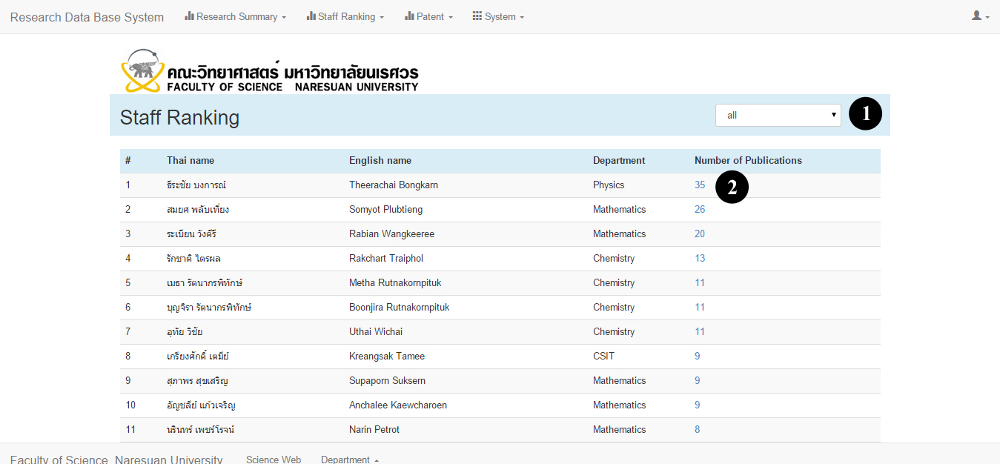 Research Data Base System Research Summary Staff Ranking Patent System
คณะวิทยาศาสตร์ มหาวิทยาลัยนเรศวร
FACULTY OF SCIENCE NARESUAN UNIVERSITY
Staff Ranking all 1
# Thai name English name Department Number of Publications
1 ธีระชัย บงการณ์ Theerachai Bongkarn Physics 35 2
2 สมยศ พลับเที่ยง Somyot Plubtieng Mathematics 26
3 ระเบียน วังคีรี Rabian Wangkeeree Mathematics 20
4 รักชาติ ไตรผล Rakchart Traiphol Chemistry 13
5 เมธา รัตนากรพิทักษ์ Metha Rutnakornpituk Chemistry 11
6 บุญจิรา รัตนากรพิทักษ์ Boonjira Rutnakornpituk Chemistry 11
7 อุทัย วิชัย Uthai Wichai Chemistry 11
8 เกรียงศักดิ์ เตมีย์ Kreangsak Tamee CSIT 9
9 สุภาพร สุขเสริญ Supaporn Suksern Mathematics 9
10 อัญชลีย์ แก้วเจริญ Anchalee Kaewcharoen Mathematics 9
11 นรินทร์ เพชร์โรจน์ Narin Petrot Mathematics 8
Faculty of Science Naresuan University Science Web Department